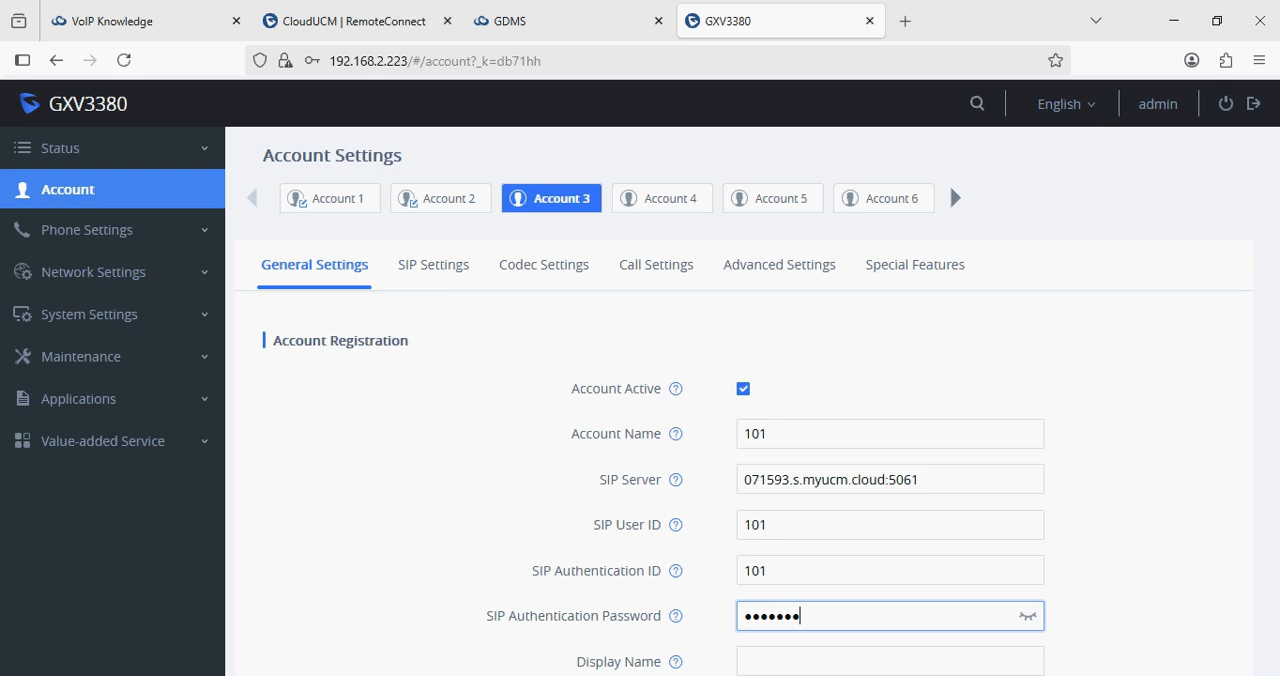 VoIP Knowledge
CloudUCM | RemoteConnect
GDMS
GXV3380
192.168.2.223/#/account?_k=db71hh
GXV3380
English
admin
Status
Account
Phone Settings
Network Settings
System Settings
Maintenance
Applications
Value-added Service
Account Settings
Account 1
Account 2
Account 3
Account 4
Account 5
Account 6
General Settings
SIP Settings
Codec Settings
Call Settings
Advanced Settings
Special Features
Account Registration
Account Active
Account Name
101
SIP Server
071593.s.myucm.cloud:5061
SIP User ID
101
SIP Authentication ID
101
SIP Authentication Password
•••••••
Display Name